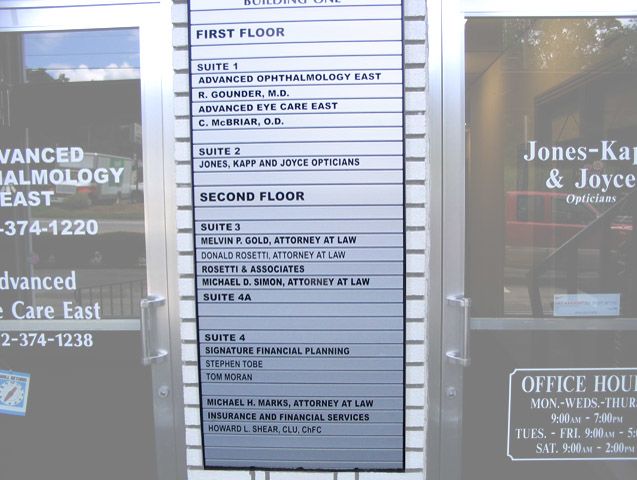 BUILDING ONE
FIRST FLOOR
SUITE 1
ADVANCED OPHTHALMOLOGY EAST
R. GOUNDER, M.D.
ADVANCED EYE CARE EAST
C. McBRIAR, O.D.
SUITE 2
JONES, KAPP AND JOYCE OPTICIANS
SECOND FLOOR
SUITE 3
MELVIN P. GOLD, ATTORNEY AT LAW
DONALD ROSETTI, ATTORNEY AT LAW
ROSETTI & ASSOCIATES
MICHAEL D. SIMON, ATTORNEY AT LAW
SUITE 4A
SUITE 4
SIGNATURE FINANCIAL PLANNING
STEPHEN TOBE
TOM MORAN
MICHAEL H. MARKS, ATTORNEY AT LAW
INSURANCE AND FINANCIAL SERVICES
HOWARD L. SHEAR, CLU, ChFC
VANCED
HALMOLOGY
EAST
-374-1220
dvanced
e Care East
2-374-1238
Jones-Kap
& Joyce
Opticians
OFFICE HOU
MON.-WEDS.-THUR
9:00AM - 7:00PM
TUES. - FRI. 9:00AM - 5:0
SAT. 9:00AM - 2:00PM